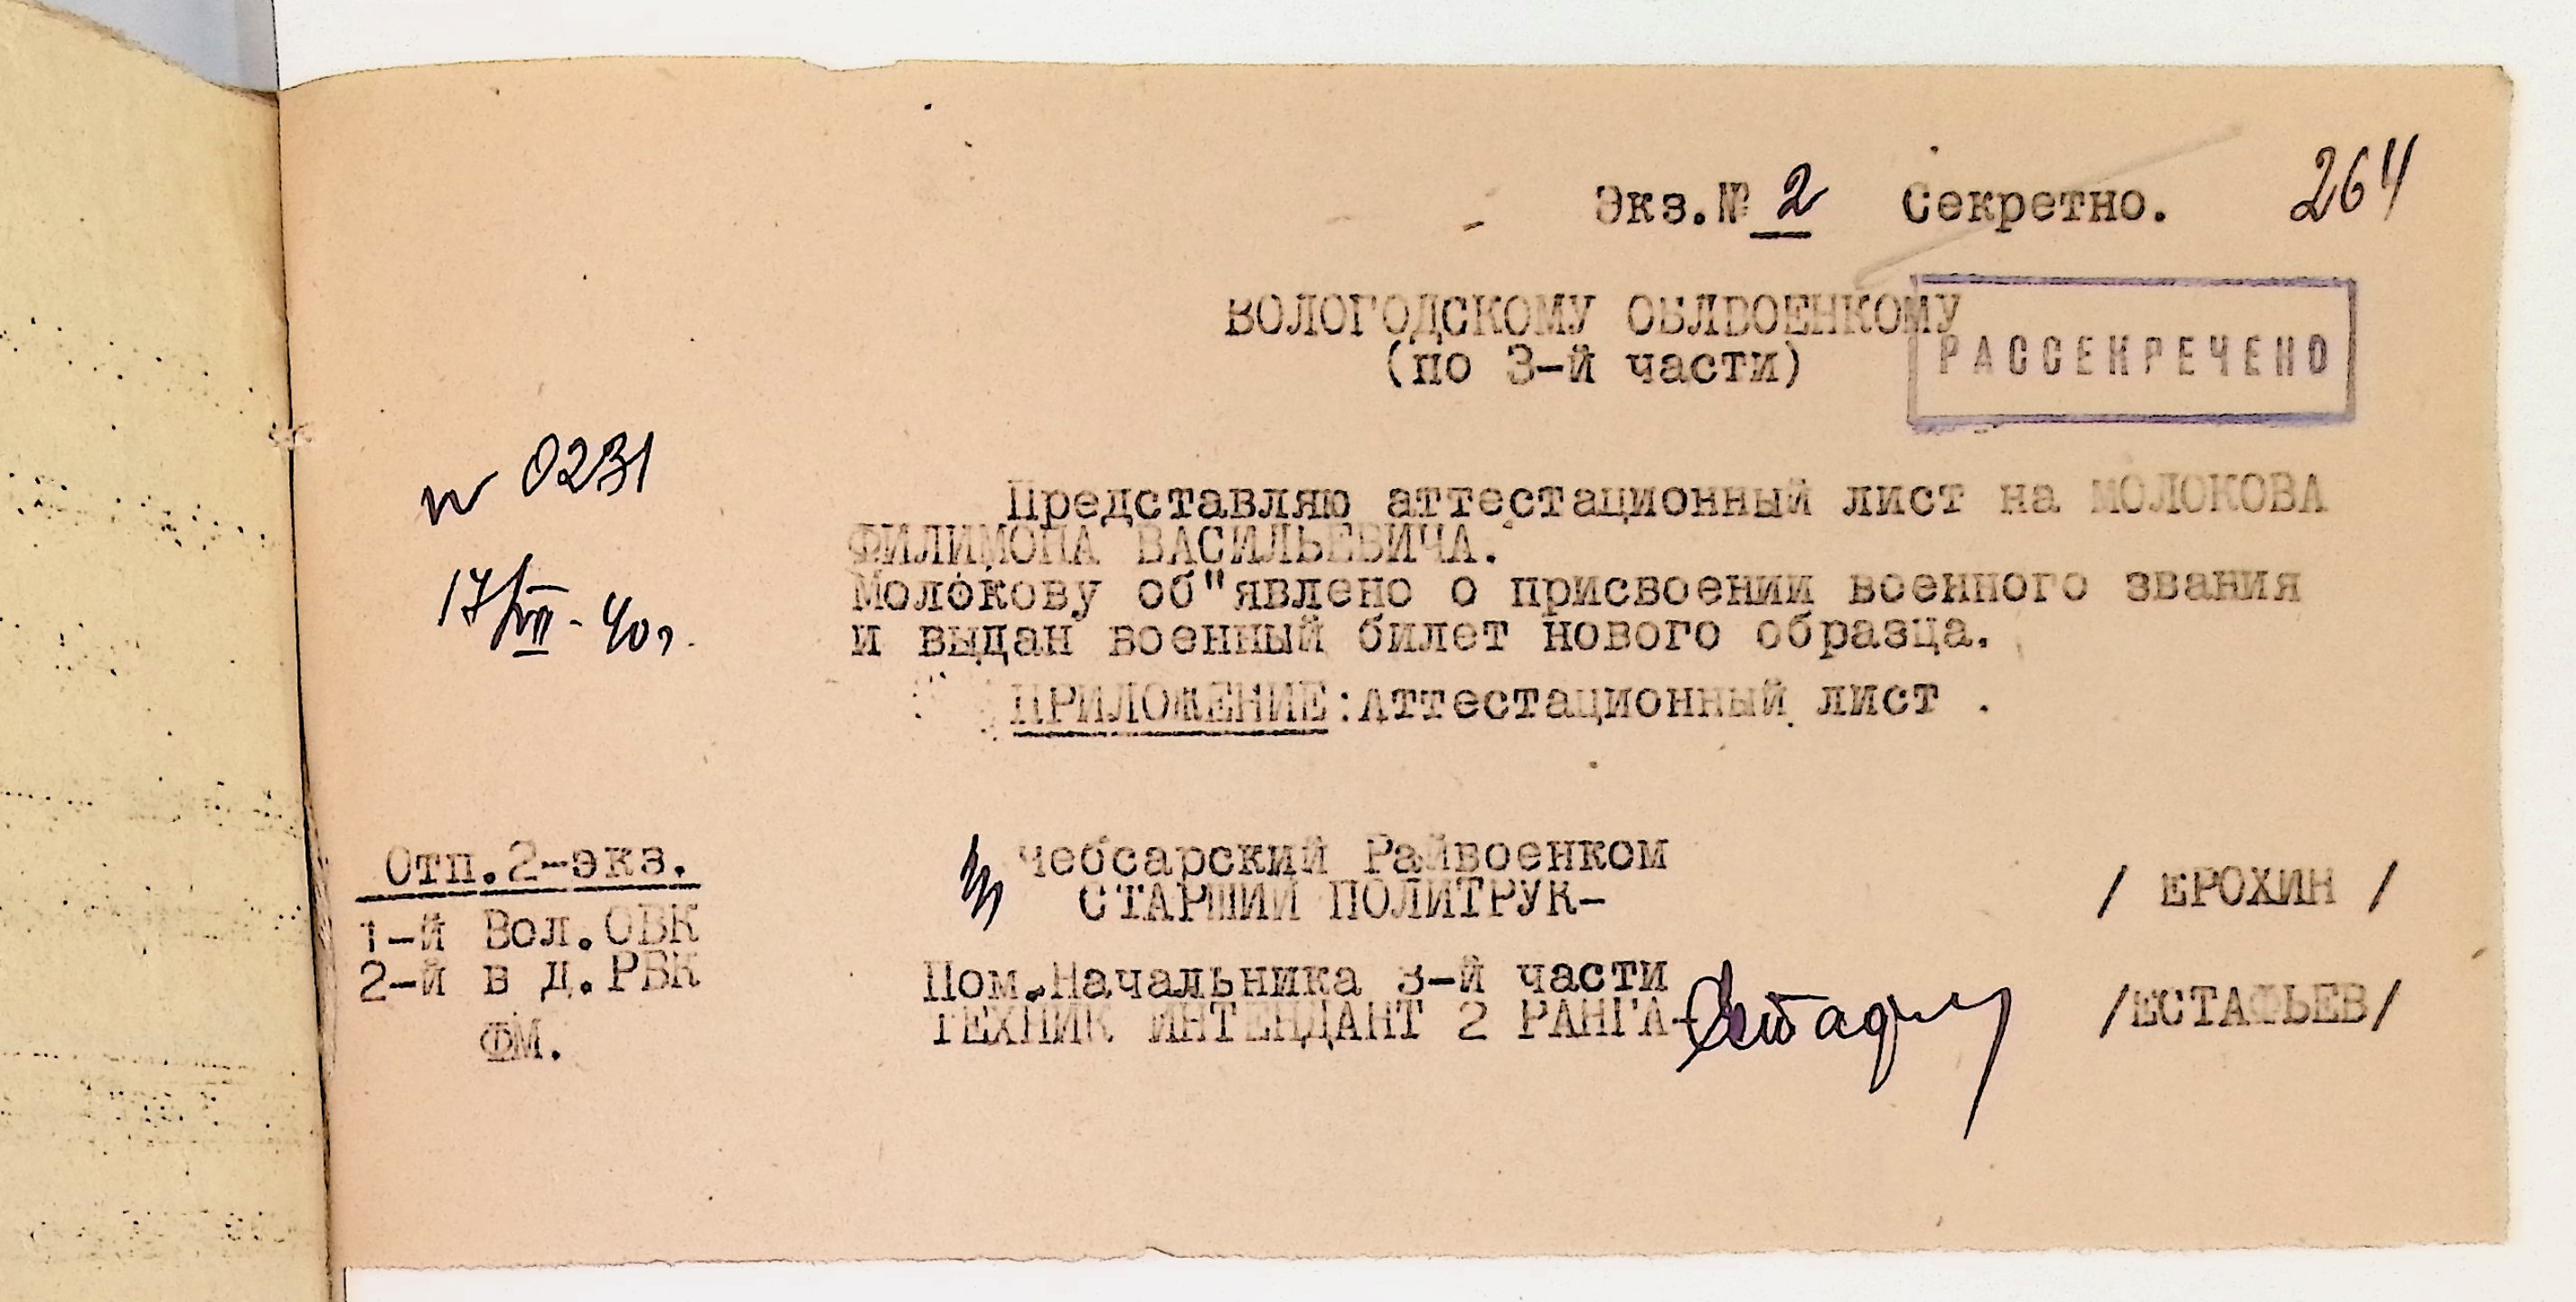 Экз.№ 2 Секретно. 264
ВОЛОГОДСКОМУ ОБЛВОЕНКОМУ
(по 3-й части)
РАССЕКРЕЧЕНО
№ 0231
17/VII-40г.
Представляю аттестационный лист на МОЛОКОВА
ФИЛИМОНА ВАСИЛЬЕВИЧА.
Молокову об"явлено о присвоении военного звания
и выдан военный билет нового образца.
ПРИЛОЖЕНИЕ:Аттестационный лист .
Отп.2-экз.
1-й Вол.ОВК
2-й в д.РВК
ФМ.
Чебсарский Райвоенком
СТАРШИЙ ПОЛИТРУК- / ЕРОХИН /
Пом.Начальника 3-й части
ТЕХНИК ИНТЕНДАНТ 2 РАНГА- /ЕСТАФЬЕВ/